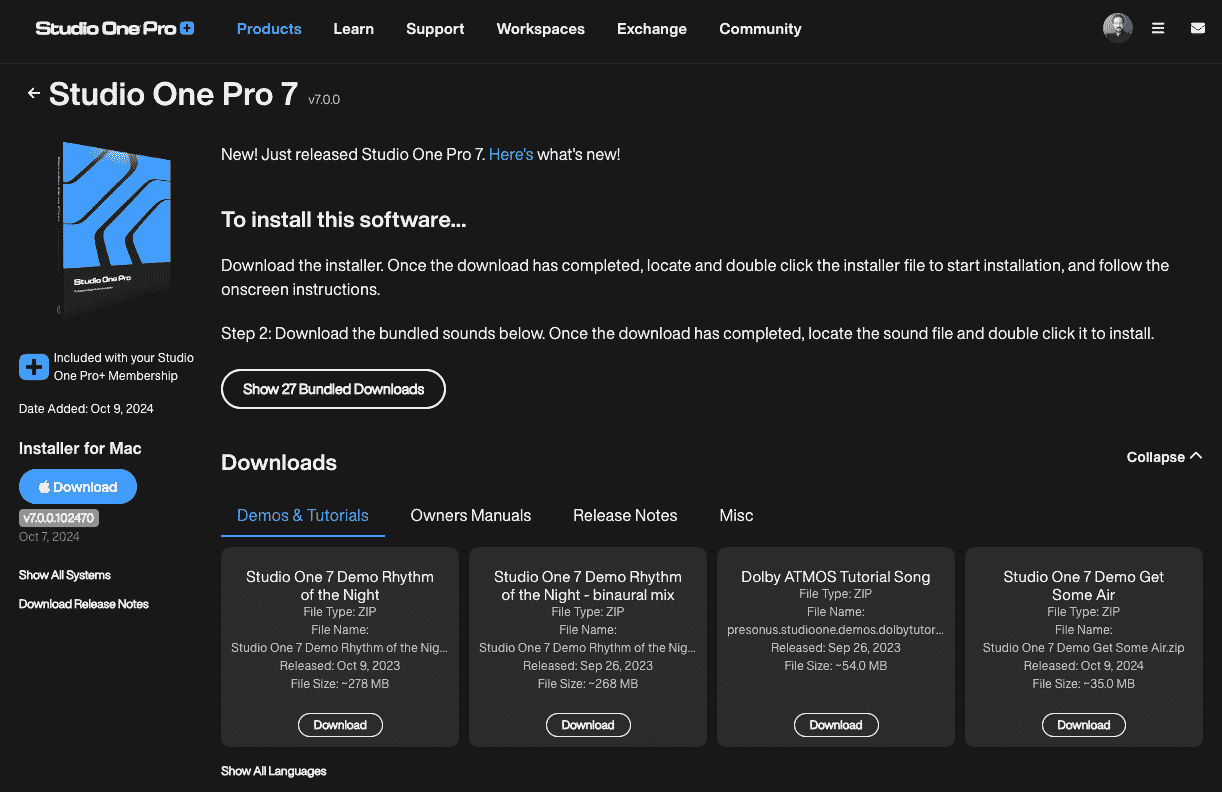 Studio One Pro+
Products
Learn
Support
Workspaces
Exchange
Community
Studio One Pro 7 v7.0.0
Studio One Pro
Included with your Studio
One Pro+ Membership
Date Added: Oct 9, 2024
Installer for Mac
Download
v7.0.0.102470
Oct 7, 2024
Show All Systems
Download Release Notes
New! Just released Studio One Pro 7. Here's what's new!
To install this software...
Download the installer. Once the download has completed, locate and double click the installer file to start installation, and follow the
onscreen instructions.
Step 2: Download the bundled sounds below. Once the download has completed, locate the sound file and double click it to install.
Show 27 Bundled Downloads
Downloads
Collapse
Demos & Tutorials
Owners Manuals
Release Notes
Misc
Studio One 7 Demo Rhythm
of the Night
File Type: ZIP
File Name:
Studio One 7 Demo Rhythm of the Nig...
Released: Oct 9, 2023
File Size: ~278 MB
Download
Studio One 7 Demo Rhythm
of the Night - binaural mix
File Type: ZIP
File Name:
Studio One 7 Demo Rhythm of the Nig...
Released: Sep 26, 2023
File Size: ~268 MB
Download
Dolby ATMOS Tutorial Song
File Type: ZIP
File Name:
presonus.studioone.demos.dolbytutor...
Released: Sep 26, 2023
File Size: ~54.0 MB
Download
Studio One 7 Demo Get
Some Air
File Type: ZIP
File Name:
Studio One 7 Demo Get Some Air.zip
Released: Oct 9, 2024
File Size: ~35.0 MB
Download
Show All Languages